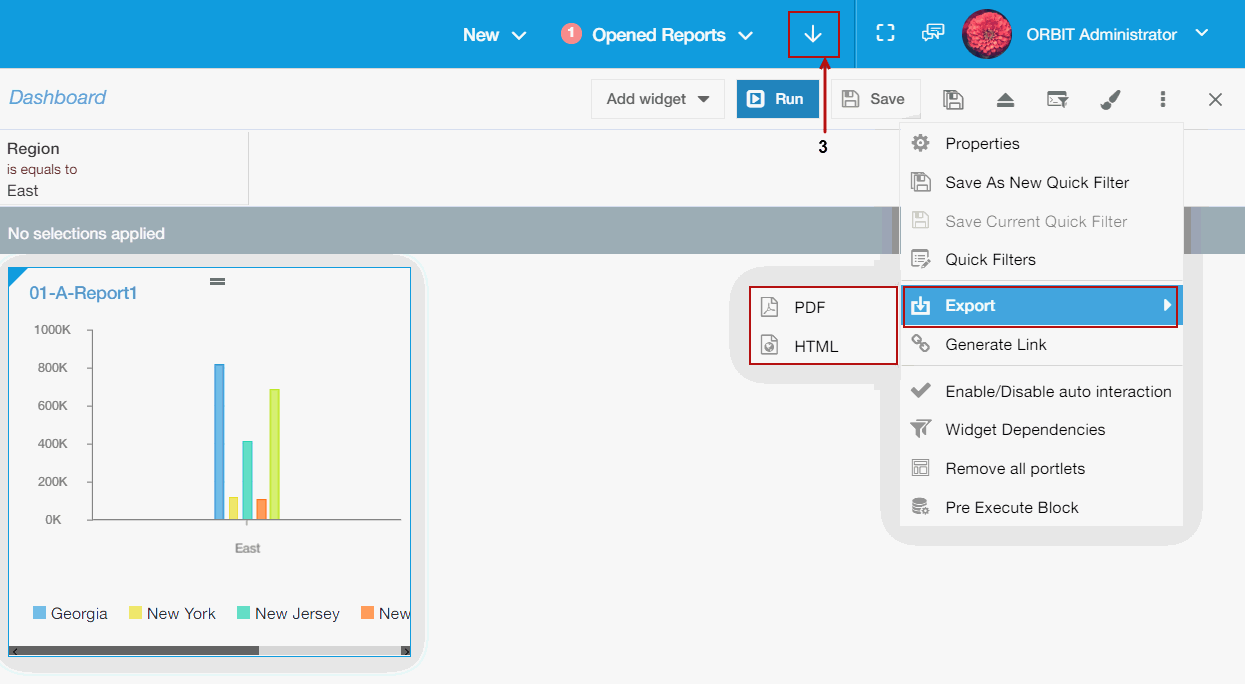 New
1
Opened Reports
ORBIT Administrator
Dashboard
Add widget
Run
Save
3
Region
is equals to
East
No selections applied
Properties
Save As New Quick Filter
Save Current Quick Filter
Quick Filters
Export
PDF
HTML
Generate Link
Enable/Disable auto interaction
Widget Dependencies
Remove all portlets
Pre Execute Block
01-A-Report1
1000K
800K
600K
400K
200K
0K
East
Georgia
New York
New Jersey
New